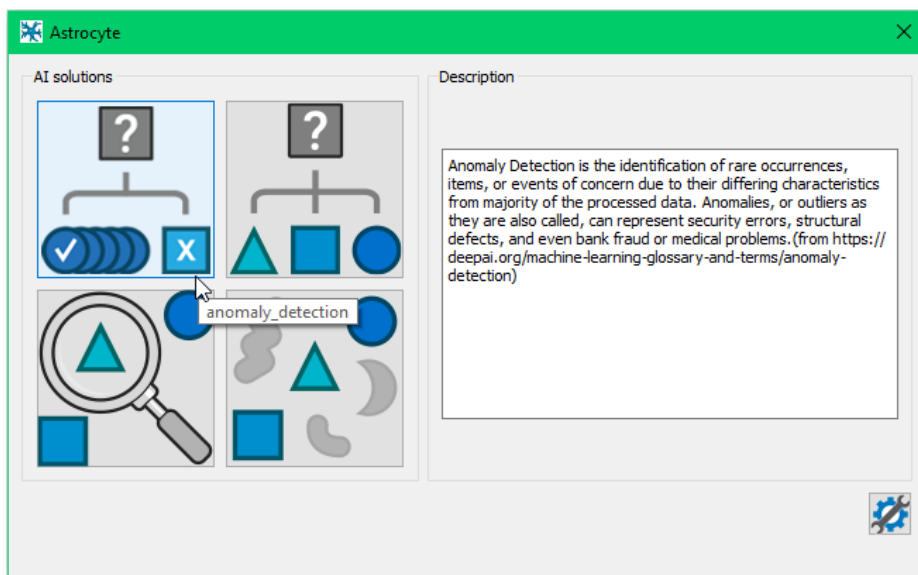 Astrocyte
AI solutions
Description
?
?
X
anomaly_detection
Anomaly Detection is the identification of rare occurrences,
items, or events of concern due to their differing characteristics
from majority of the processed data. Anomalies, or outliers as
they are also called, can represent security errors, structural
defects, and even bank fraud or medical problems.(from https://
deepai.org/machine-learning-glossary-and-terms/anomaly-
detection)